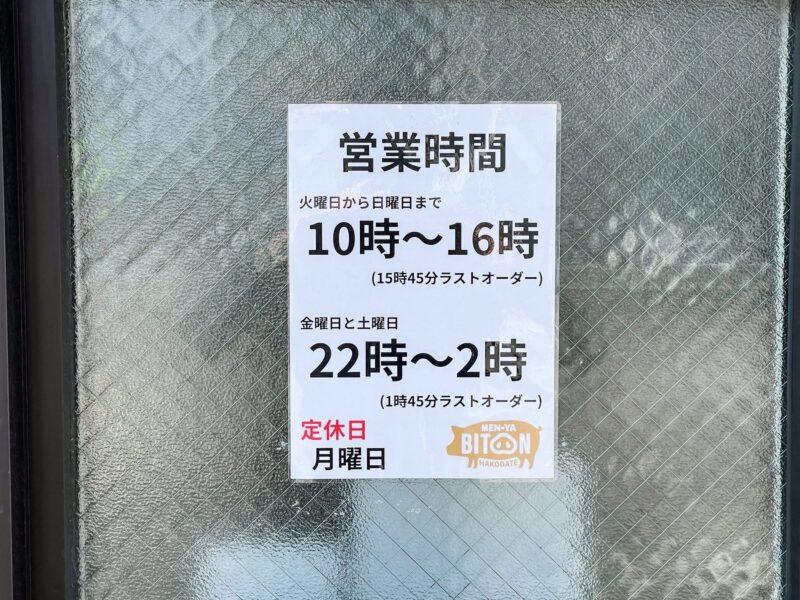 営業時間
火曜日から日曜日まで
10時～16時
(15時45分ラストオーダー)
金曜日と土曜日
22時～2時
(1時45分ラストオーダー)
定休日
月曜日
MEN-YA
BITON
HAKODATE